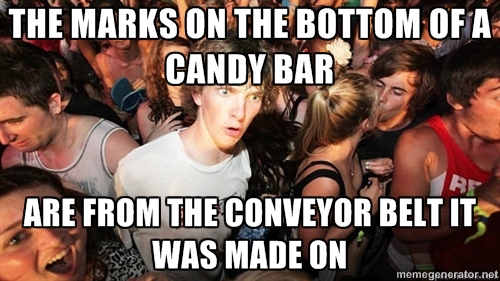 THE MARKS ON THE BOTTOM OF A
CANDY BAR
ARE FROM THE CONVEYOR BELT IT
WAS MADE ON
memegenerator.net